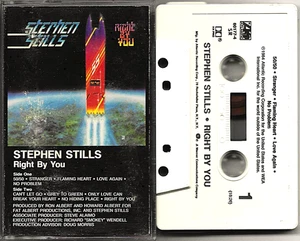 STEPHEN
STILLS
RIGHT
BY
YOU
STEPHEN STILLS
Right By You
Side One
50/50 • STRANGER • FLAMING HEART • LOVE AGAIN •
NO PROBLEM
Side Two
CAN'T LET GO • GREY TO GREEN • ONLY LOVE CAN
BREAK YOUR HEART • NO HIDING PLACE • RIGHT BY YOU
PRODUCED BY RON ALBERT AND HOWARD ALBERT FOR
FAT ALBERT PRODUCTIONS, INC. AND STEPHEN STILLS
ASSOCIATE PRODUCER: STEVE ALAIMO
EXECUTIVE PRODUCER: RICHARD "SMOKEY" WENDELL
PRODUCTION ADVISOR: DOUG MORRIS
STEPHEN STILLS • RIGHT BY YOU
50/50 • Stranger • Flaming Heart • Love Again •
No Problem
1